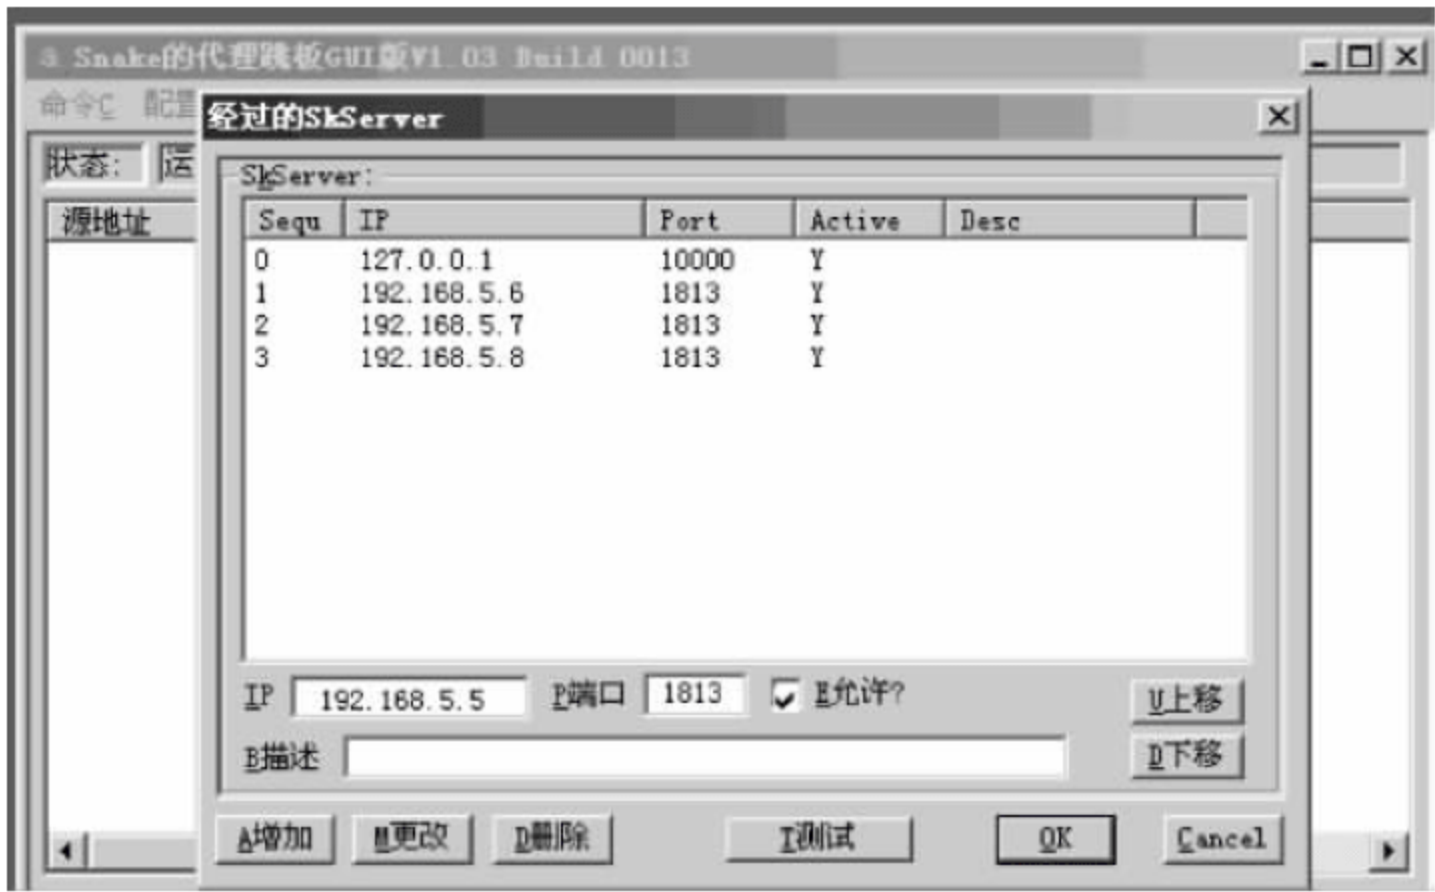 Snake的代理跳板GUI版V1.03 Build 0013
命令C 配置
经过的SkServer
状态: 运
SkServer:
源地址
Sequ IP Port Active Desc
0 127.0.0.1 10000 Y
1 192.168.5.6 1813 Y
2 192.168.5.7 1813 Y
3 192.168.5.8 1813 Y
IP 192.168.5.5 P端口 1813 E允许? U上移
B描述 D下移
A增加 M更改 D删除 T测试 OK Cancel